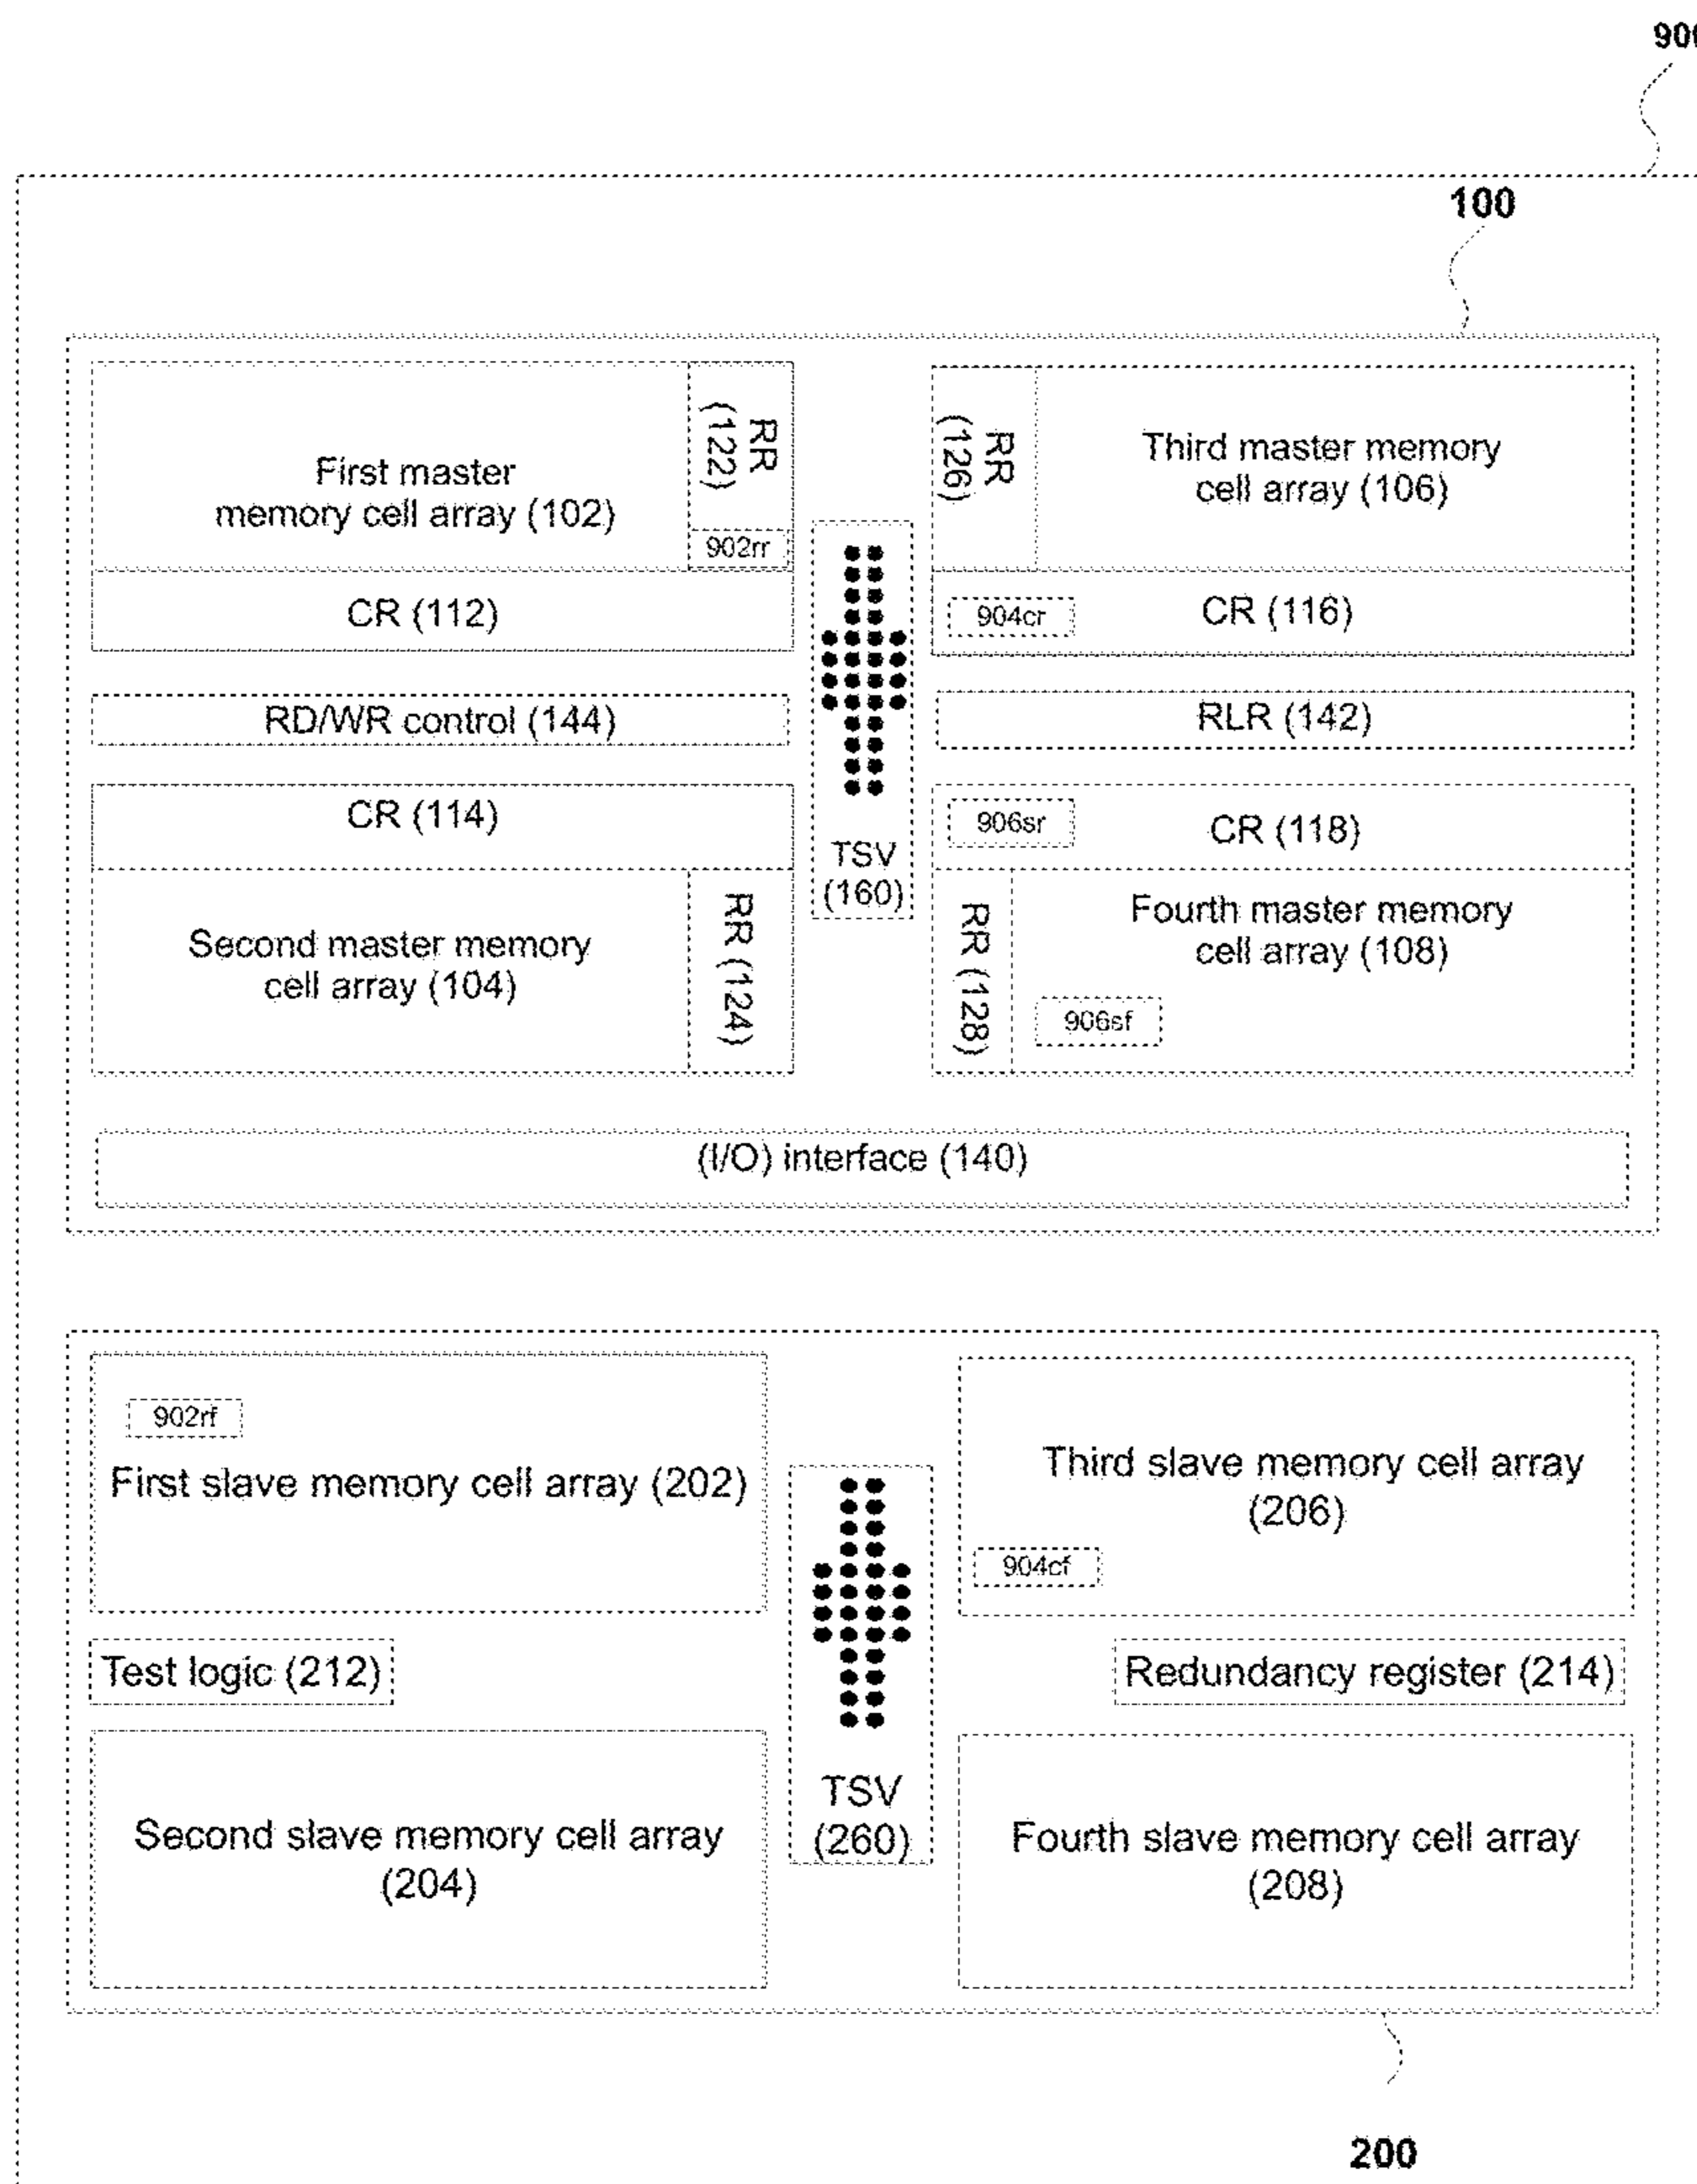 900
100
First master
memory cell array (102)
RR
(122)
902rr
CR (112)
RR
(126)
Third master memory
cell array (106)
904cr
CR (116)
RD/WR control (144)
RLR (142)
CR (114)
906sr
CR (118)
TSV
(160)
Second master memory
cell array (104)
RR (124)
RR (128)
Fourth master memory
cell array (108)
906sf
(I/O) interface (140)
902rf
First slave memory cell array (202)
Third slave memory cell array
(206)
904cf
Test logic (212)
Redundancy register (214)
TSV
(260)
Second slave memory cell array
(204)
Fourth slave memory cell array
(208)
200